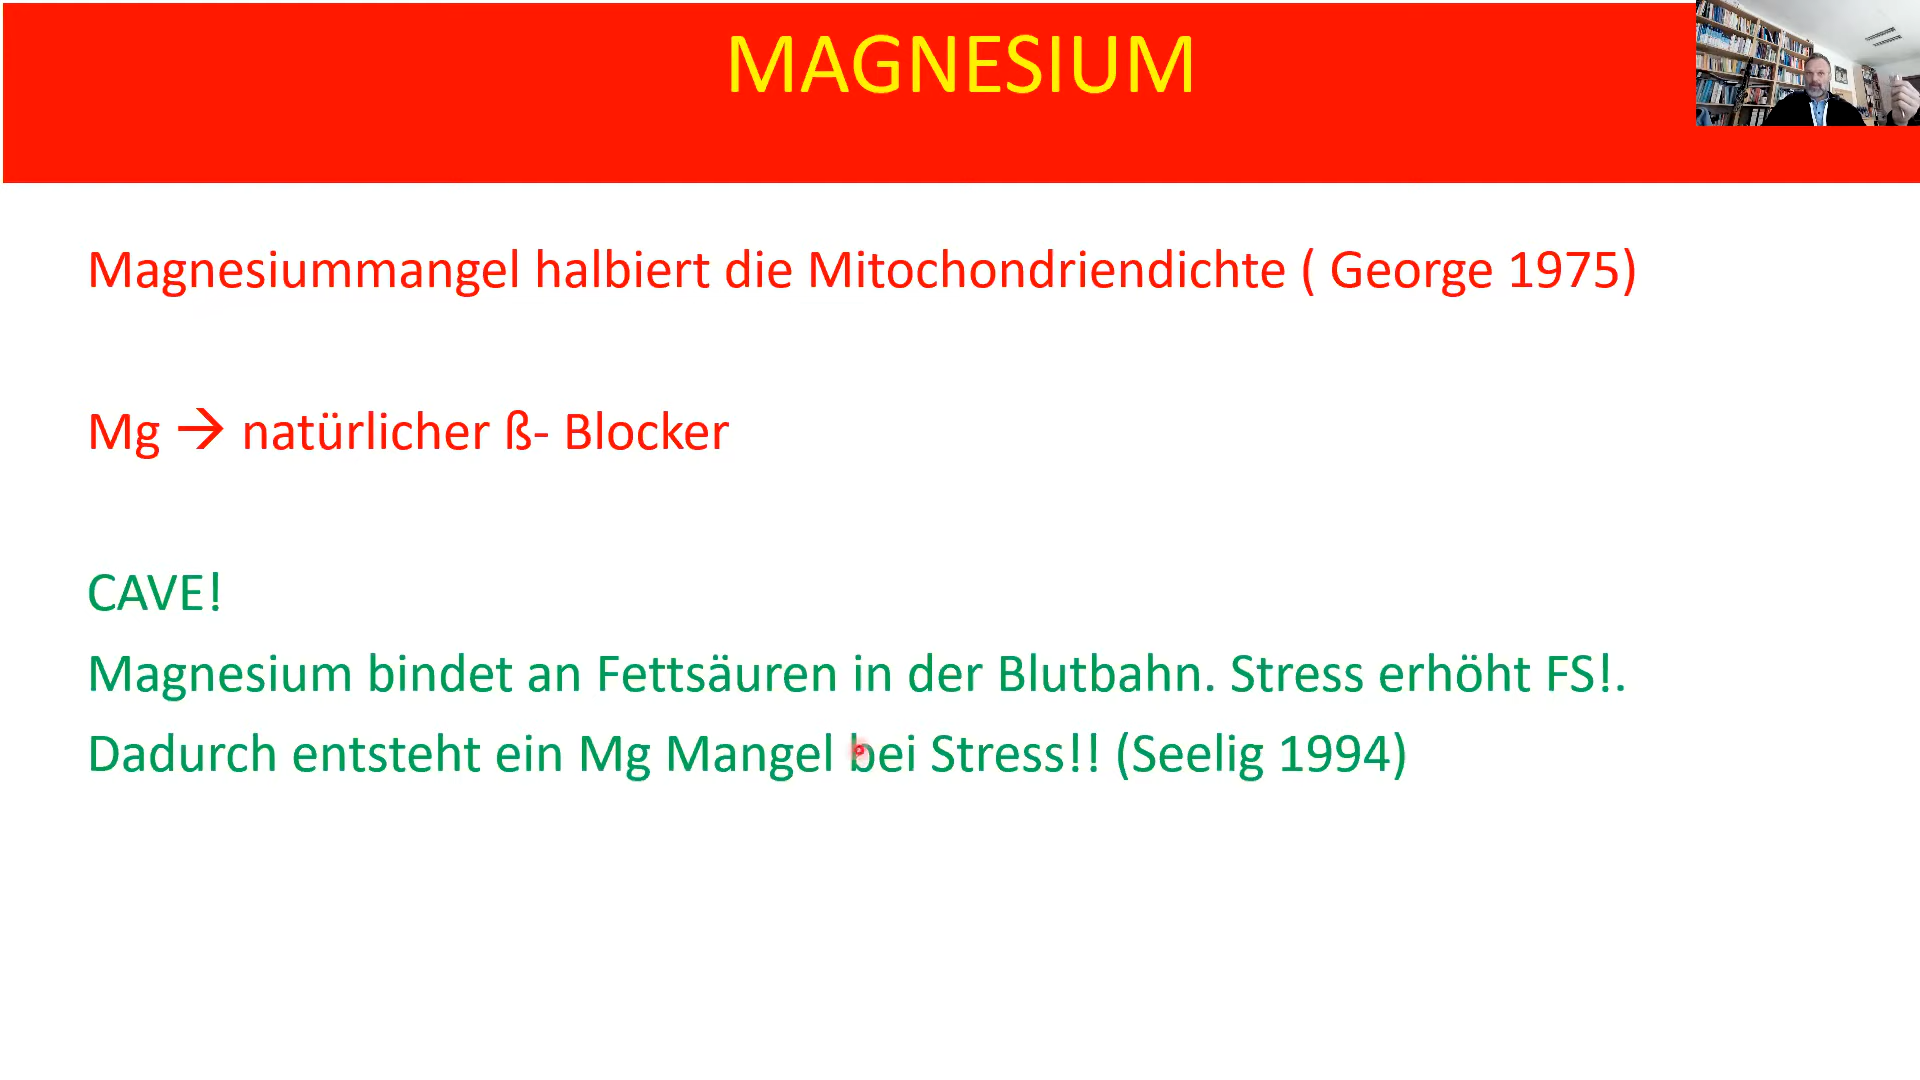 MAGNESIUM
Magnesiummangel halbiert die Mitochondriendichte ( George 1975)
Mg → natürlicher ß- Blocker
CAVE!
Magnesium bindet an Fettsäuren in der Blutbahn. Stress erhöht FS!.
Dadurch entsteht ein Mg Mangel bei Stress!! (Seelig 1994)